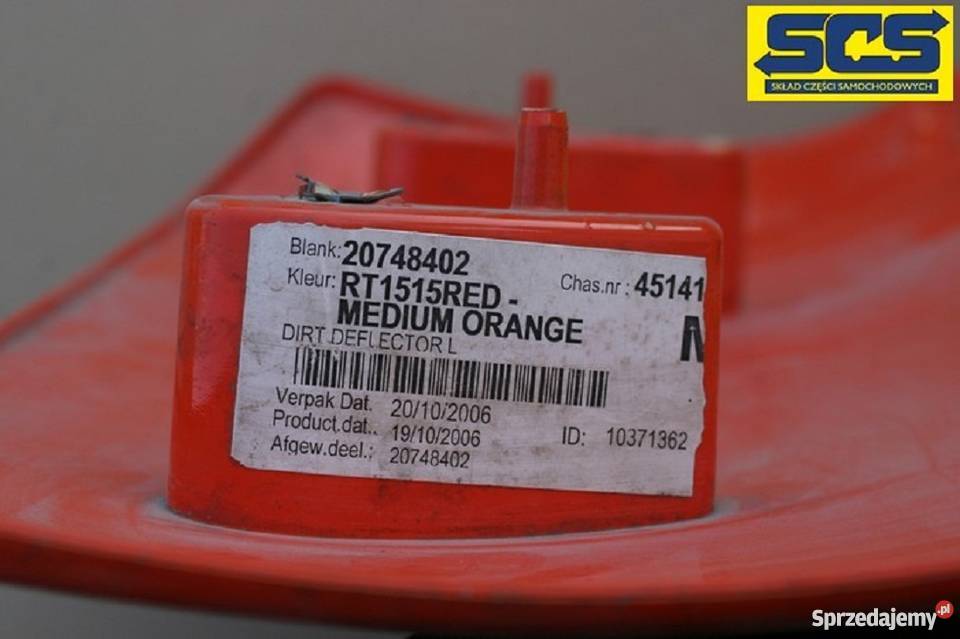 SCS
SKŁAD CZĘŚCI SAMOCHODOWYCH
Blank: 20748402
Chas.nr : 45141
Kleur: RT1515RED -
MEDIUM ORANGE
DIRT DEFLECTOR L
Verpak Dat. 20/10/2006
Product.dat.. 19/10/2006
ID: 10371362
Afgew.deel.: 20748402
Sprzedajemy.pl